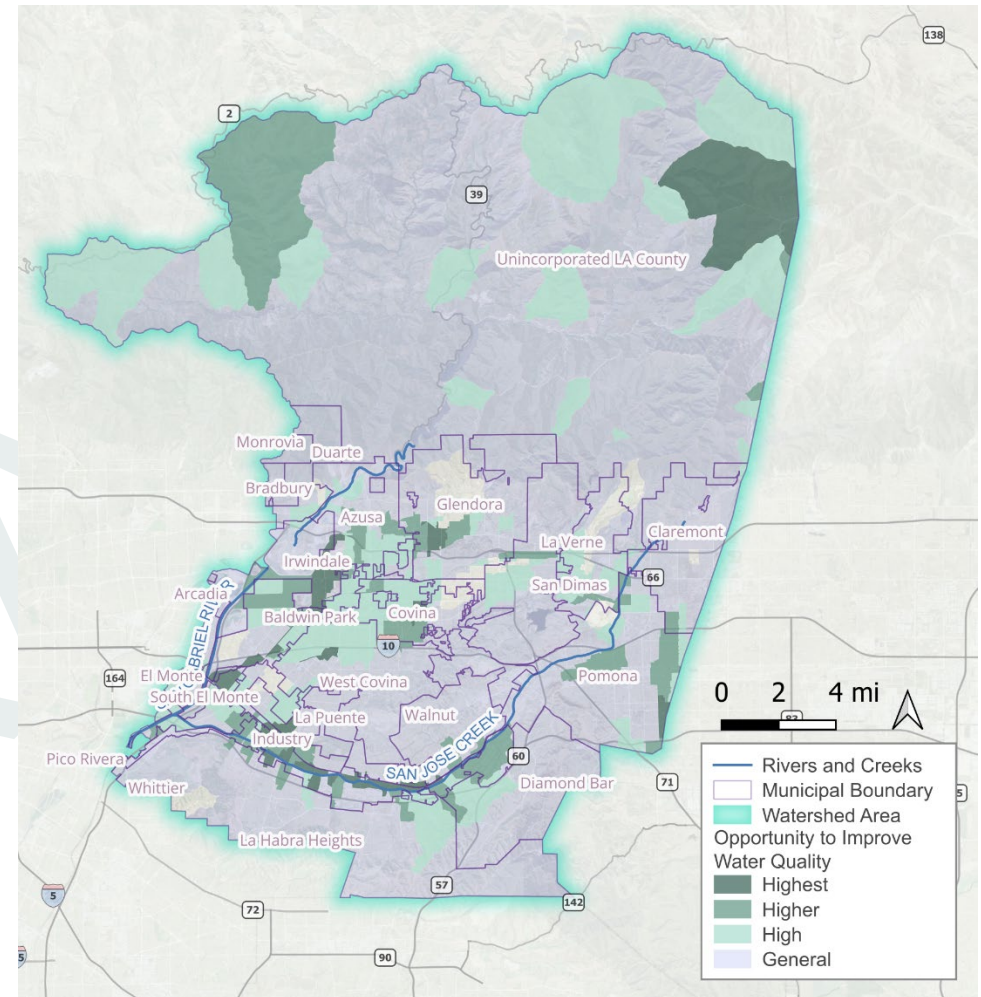 138
2
39
Unincorporated LA County
Monrovia
Duarte
Bradbury
Azusa
Glendora
La Verne
Claremont
Irwindale
San Dimas
66
Arcadia
Baldwin Park
Covina
10
164
El Monte
South El Monte
West Covina
Pomona
La Puente
Walnut
Industry
SAN JOSE CREEK
60
Pico Rivera
Whittier
Diamond Bar
71
La Habra Heights
57
142
5
72
90
0 2 4 mi
Rivers and Creeks
Municipal Boundary
Watershed Area
Opportunity to Improve
Water Quality
Highest
Higher
High
General